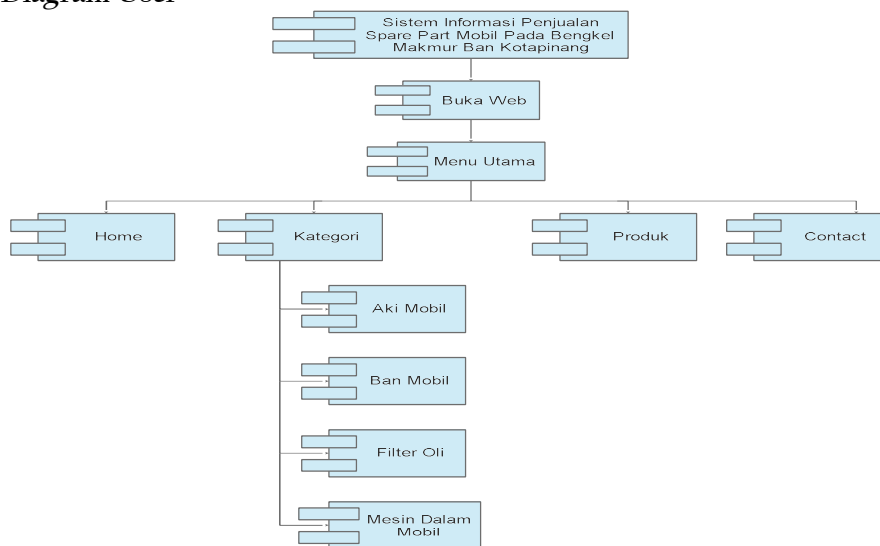 Diagram
Sistem Informasi Penjualan
Spare Part Mobil Pada Bengkel
Makmur Ban Kotapinang
Buka Web
Menu Utama
Home
Kategori
Produk
Contact
Aki Mobil
Ban Mobil
Filter Oli
Mesin Dalam
Mobil